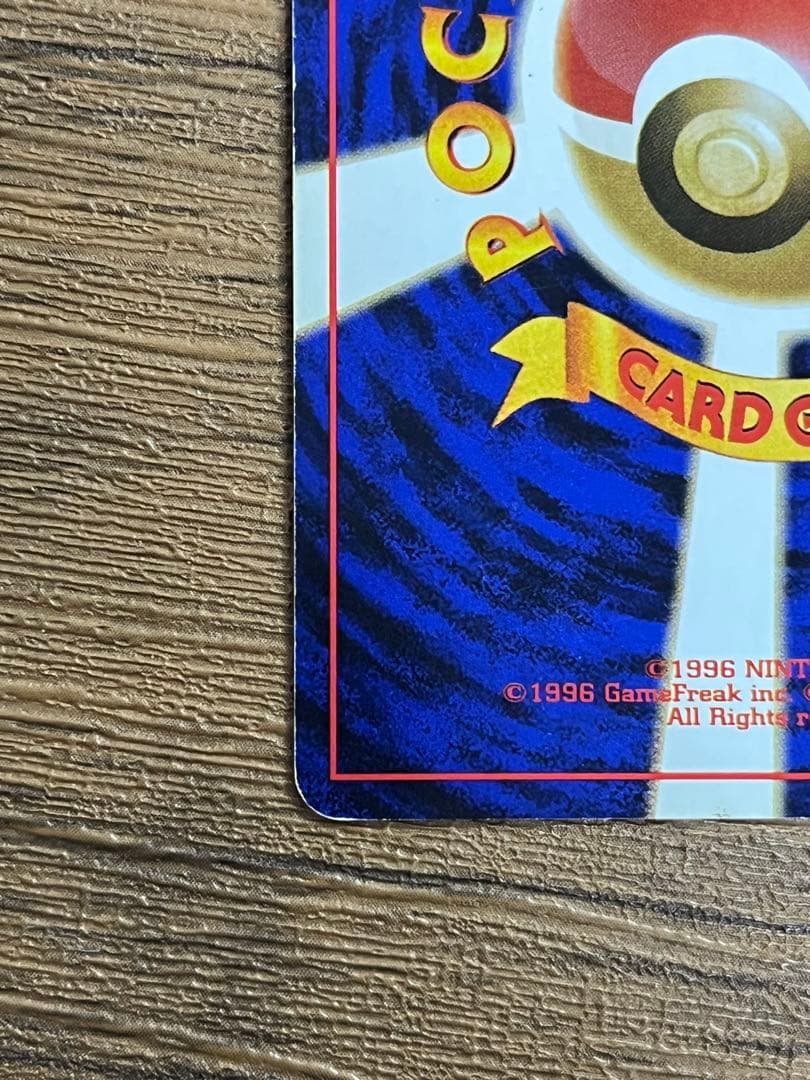 POC
CARD G
©1996 NINT
©1996 GameFreak inc.
All Rights r